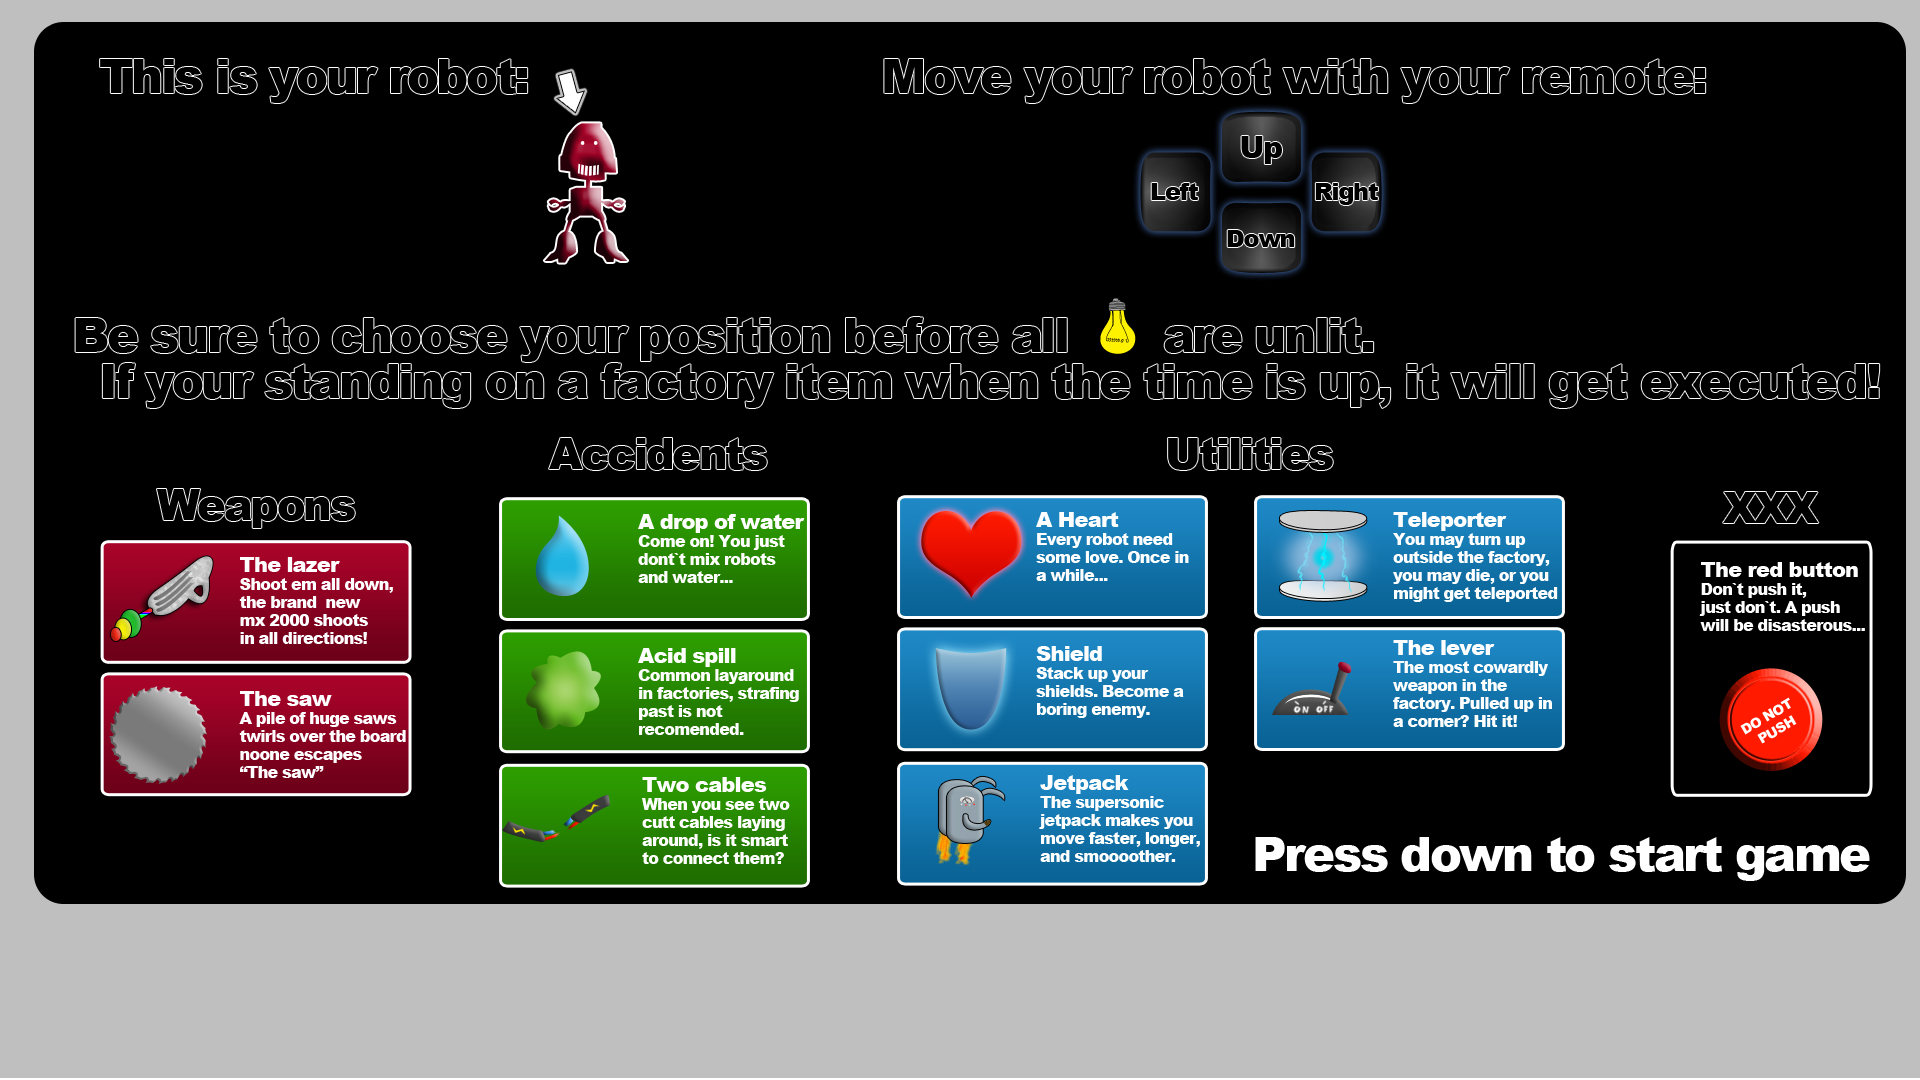 This is your robot:
Move your robot with your remote:
Up
Left
Right
Down
Be sure to choose your position before all are unlit.
If your standing on a factory item when the time is up, it will get executed!
Weapons
The lazer
Shoot em all down,
the brand new
mx 2000 shoots
in all directions!
The saw
A pile of huge saws
twirls over the board
noone escapes
“The saw”
Accidents
A drop of water
Come on! You just
dont`t mix robots
and water...
Acid spill
Common layaround
in factories, strafing
past is not
recomended.
Two cables
When you see two
cutt cables laying
around, is it smart
to connect them?
Utilities
A Heart
Every robot need
some love. Once in
a while...
Shield
Stack up your
shields. Become a
boring enemy.
Jetpack
The supersonic
jetpack makes you
move faster, longer,
and smoooother.
Teleporter
You may turn up
outside the factory,
you may die, or you
might get teleported
The lever
The most cowardly
weapon in the
factory. Pulled up in
a corner? Hit it!
ON OFF
XXX
The red button
Don`t push it,
just don`t. A push
will be disasterous...
DO NOT
PUSH
Press down to start game